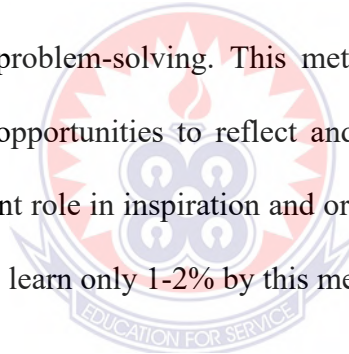 problem-solving. This met
opportunities to reflect and
nt role in inspiration and or
learn only 1-2% by this me
EDUCATION FOR SERVICE